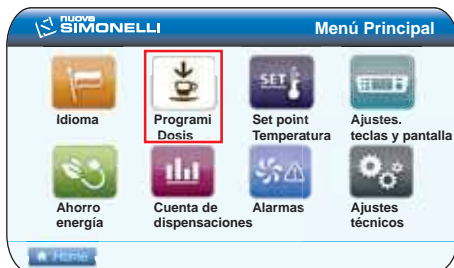 nuova
SIMONELLI
Menú Principal
Idioma
Programi
Dosis
Set point
Temperatura
Ajustes.
teclas y pantalla
SET
Ahorro
energía
Cuenta de
dispensaciones
Alarmas
Ajustes
técnicos
Home